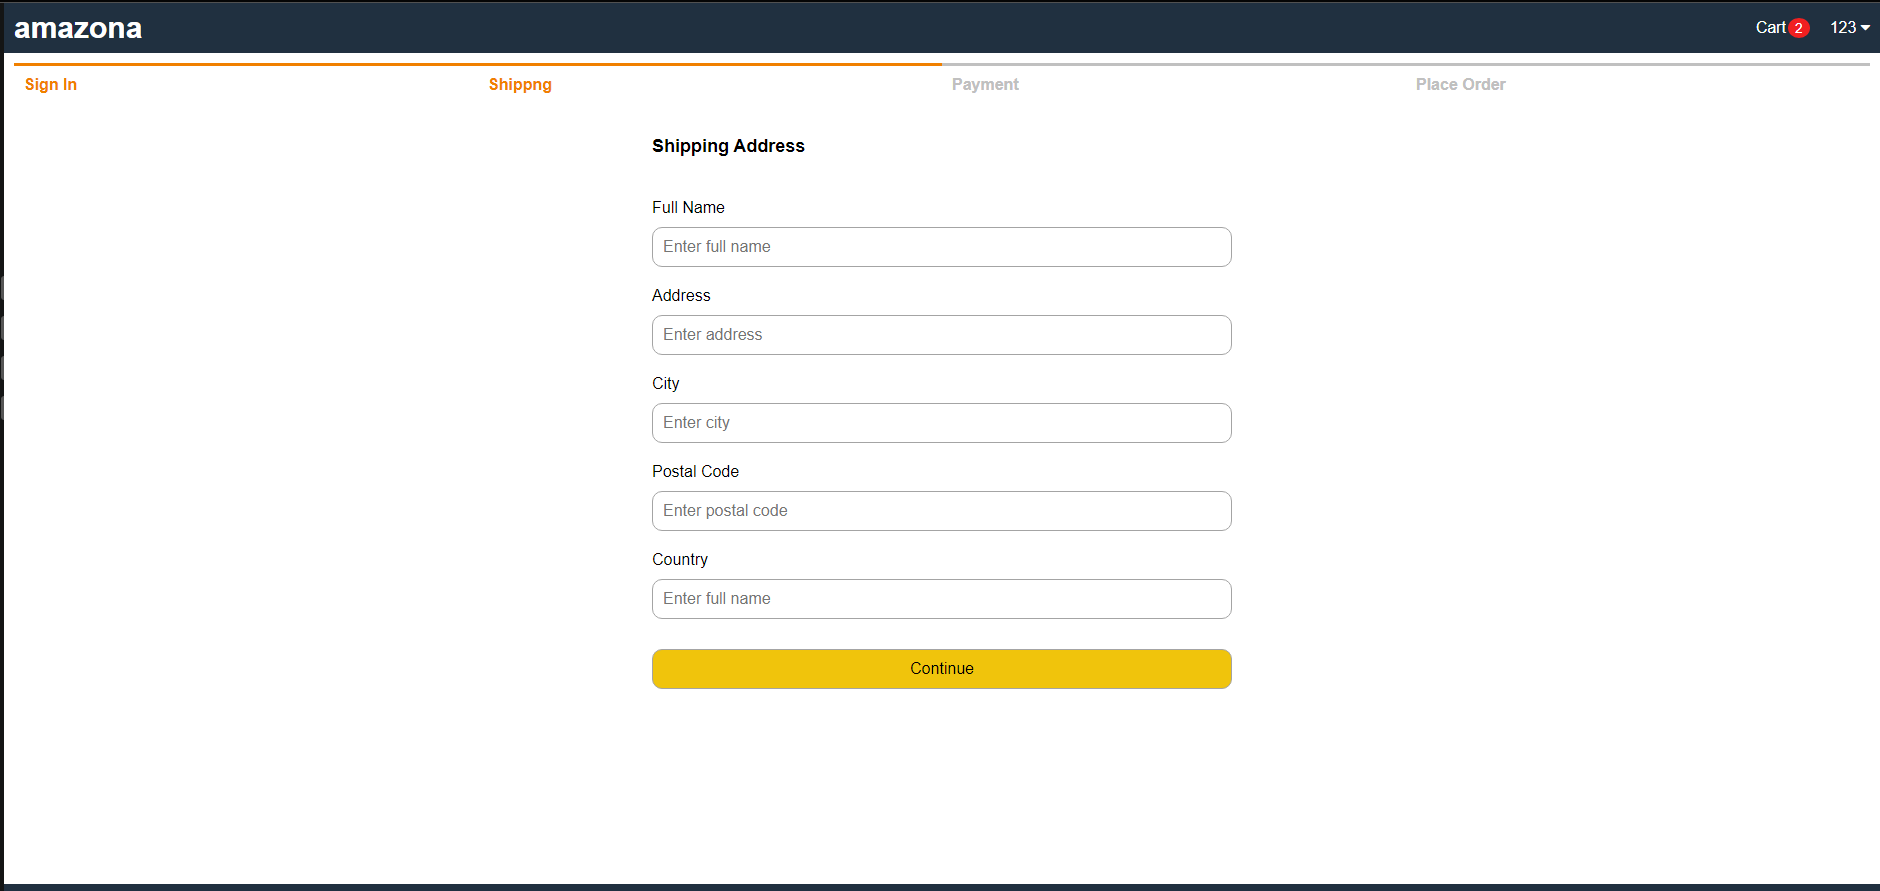 amazona
Cart 2 123
Sign In Shippng Payment Place Order
Shipping Address
Full Name
Enter full name
Address
Enter address
City
Enter city
Postal Code
Enter postal code
Country
Enter full name
Continue